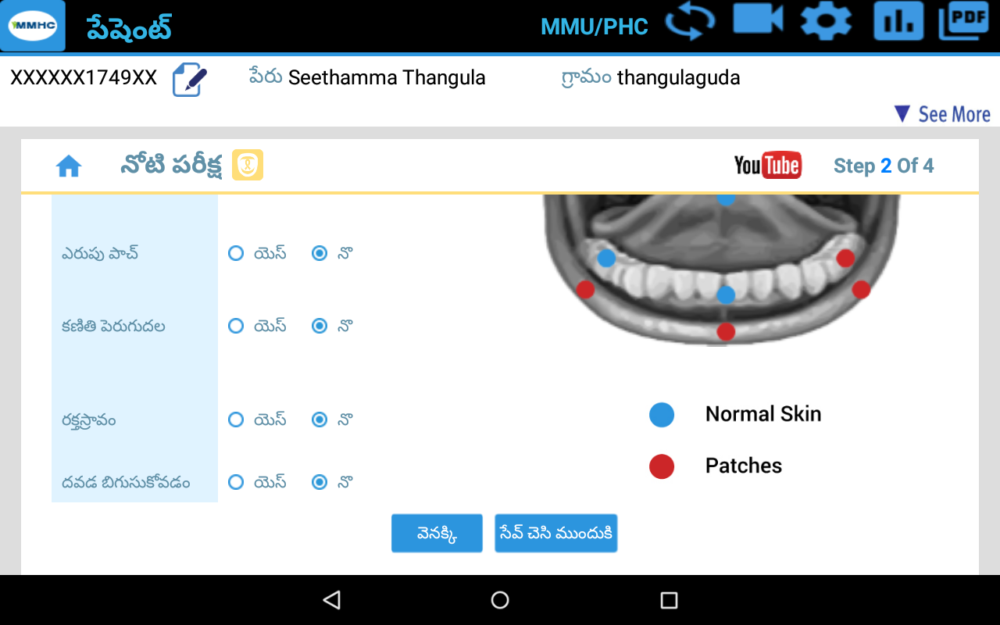 MMHC పేషెంట్ MMU/PHC PDF
XXXXXX1749XX పేరు Seethamma Thangula గ్రామం thangulaguda
▼ See More
నోటి పరీక్ష YouTube Step 2 Of 4
ఎరుపు పాచ్ యెస్ నొ
కణితి పెరుగుదల యెస్ నొ
రక్తస్రావం యెస్ నొ
దవడ బిగుసుకోవడం యెస్ నొ
Normal Skin
Patches
వెనక్కి సేవ్ చెసి ముందుకి